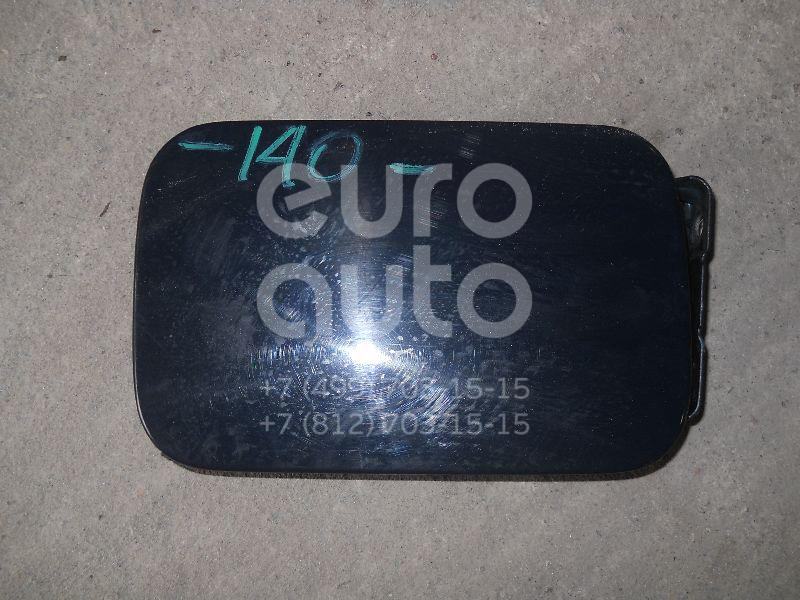 -140-
euro
auto
+7 (499) 703-15-15
+7 (812) 703-15-15